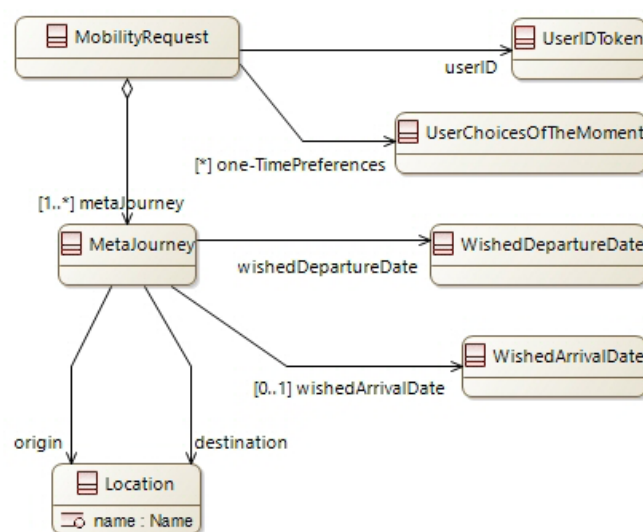 MobilityRequest
UserIDToken
userID
UserChoicesOfTheMoment
[*] one-TimePreferences
[1..*] metaJourney
MetaJourney
WishedDepartureDate
wishedDepartureDate
WishedArrivalDate
[0..1] wishedArrivalDate
origin
destination
Location
name : Name